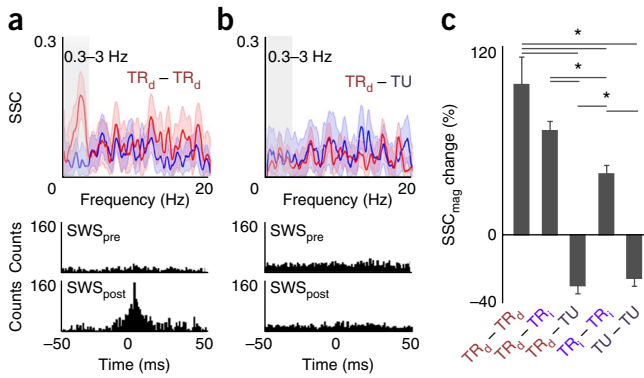 a
b
c
0.3
0.3–3 Hz
TRd – TRd
SSC
0
20
Frequency (Hz)
0.3
0.3–3 Hz
TRd – TU
0
20
Frequency (Hz)
160
SWSpre
Counts
160
SWSpost
Counts
–50
0
50
Time (ms)
160
SWSpre
160
SWSpost
–50
0
50
Time (ms)
*
*
*
120
0
–40
SSCmag change (%)
TRd – TRd
TRd – TRi
TRd – TU
TRi – TRi
TU – TU